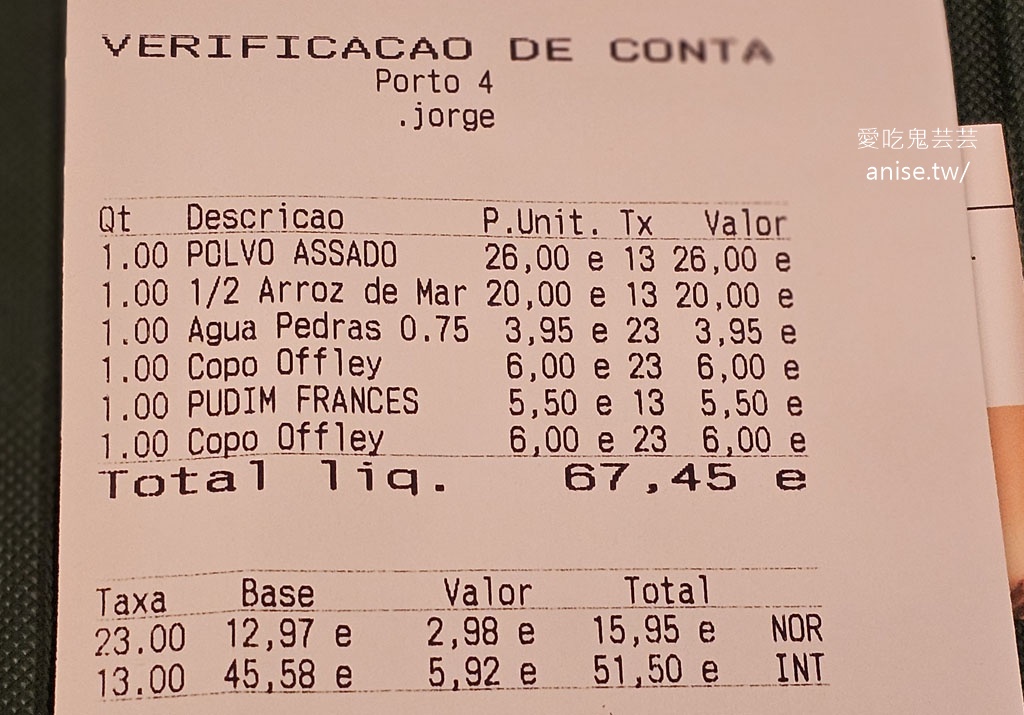 VERIFICACAO DE CONTA
Porto 4
.jorge
愛吃鬼芸芸
anise.tw/
Qt Descricao P.Unit. Tx Valor
1.00 POLVO ASSADO 26,00 e 13 26,00 e
1.00 1/2 Arroz de Mar 20,00 e 13 20,00 e
1.00 Agua Pedras 0.75 3,95 e 23 3,95 e
1.00 Copo Offley 6,00 e 23 6,00 e
1.00 PUDIM FRANCES 5,50 e 13 5,50 e
1.00 Copo Offley 6,00 e 23 6,00 e
Total liq. 67,45 e
Taxa Base Valor Total
23.00 12,97 e 2,98 e 15,95 e NOR
13.00 45,58 e 5,92 e 51,50 e INT